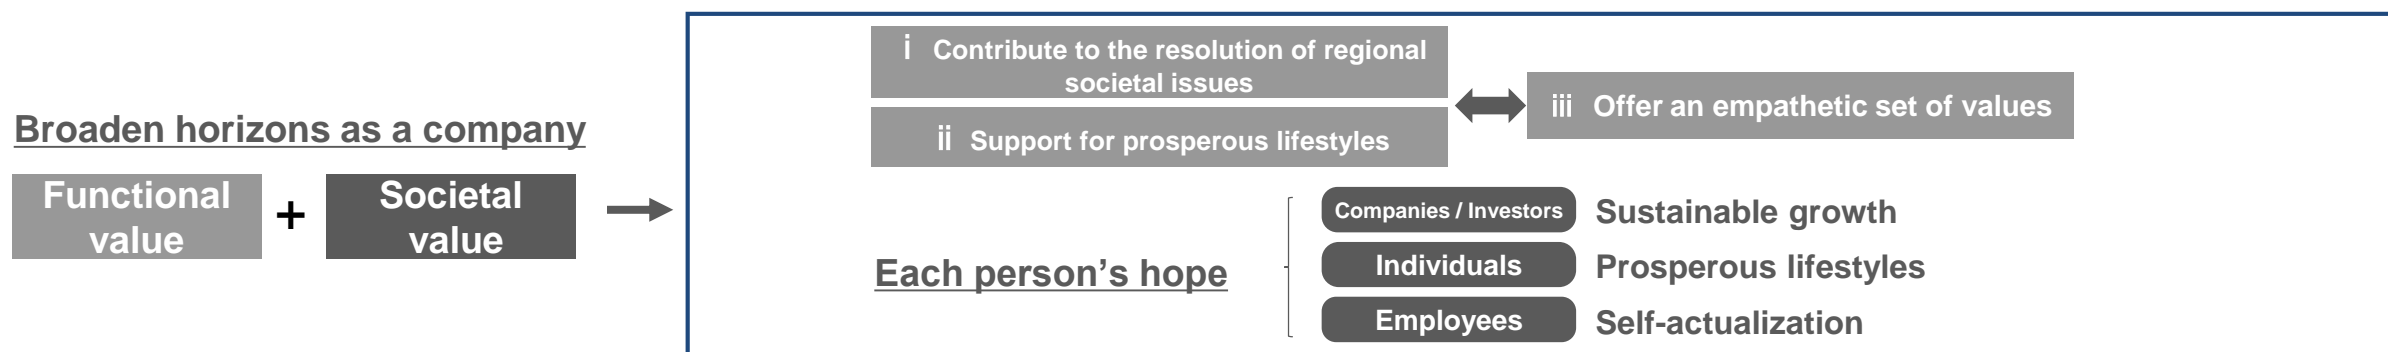 Broaden horizons as a company
Functional
value
+
Societal
value
i Contribute to the resolution of regional
societal issues
ii Support for prosperous lifestyles
iii Offer an empathetic set of values
Each person’s hope
Companies / Investors Sustainable growth
Individuals Prosperous lifestyles
Employees Self-actualization